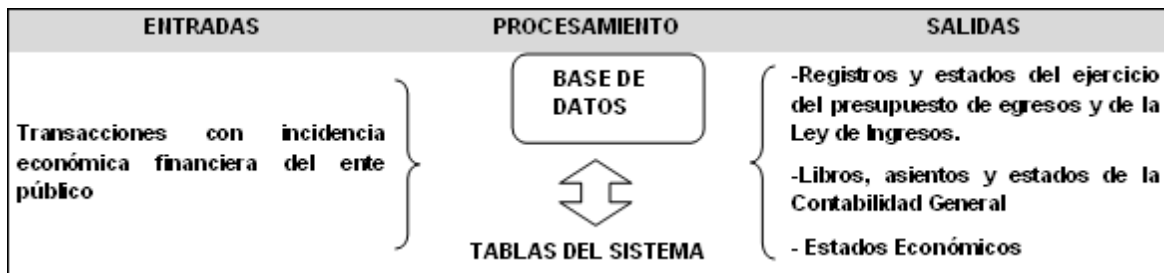 ENTRADAS
PROCESAMIENTO
SALIDAS
Transacciones con incidencia
económica financiera del ente
público
BASE DE
DATOS
TABLAS DEL SISTEMA
-Registros y estados del ejercicio
del presupuesto de egresos y de la
Ley de Ingresos.
-Libros, asientos y estados de la
Contabilidad General
- Estados Económicos